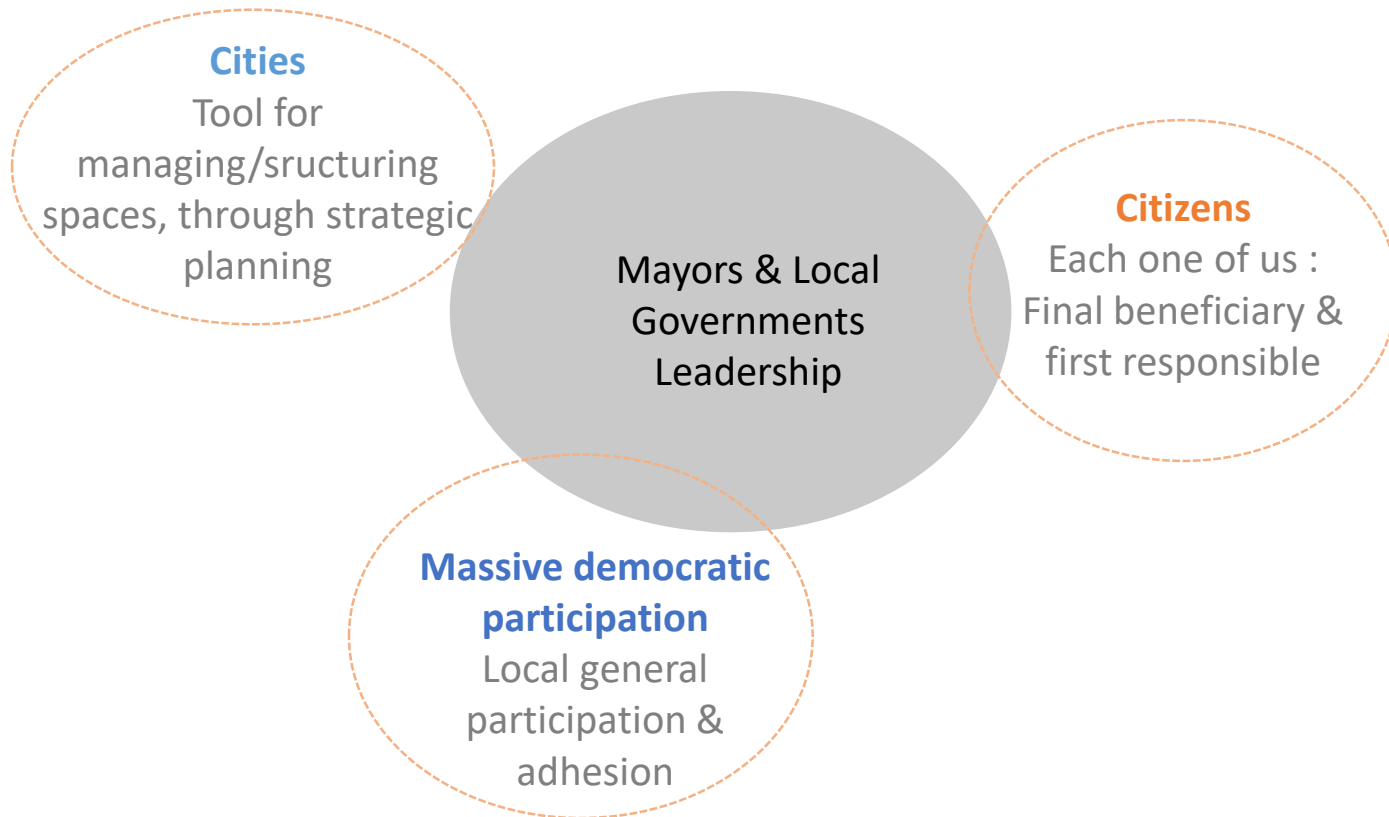 Cities
Tool for
managing/sructuring
spaces, through strategic
planning
Mayors & Local
Governments
Leadership
Citizens
Each one of us :
Final beneficiary &
first responsible
Massive democratic
participation
Local general
participation &
adhesion